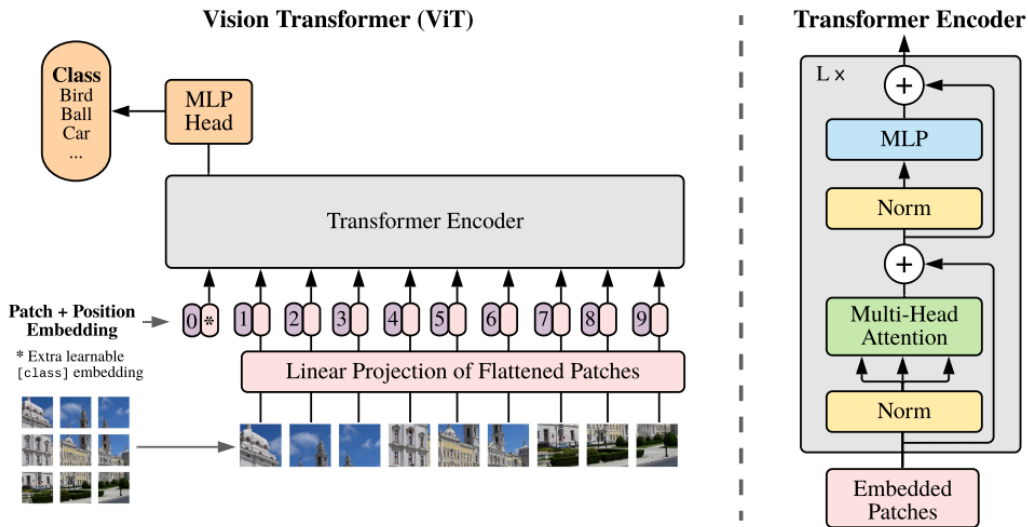 Vision Transformer (ViT)
Class
Bird
Ball
Car
...
MLP
Head
Transformer Encoder
Patch + Position
Embedding
0 * 1 2 3 4 5 6 7 8 9
* Extra learnable
[class] embedding
Linear Projection of Flattened Patches
Transformer Encoder
L ×
+
MLP
Norm
+
Multi-Head
Attention
Norm
Embedded
Patches